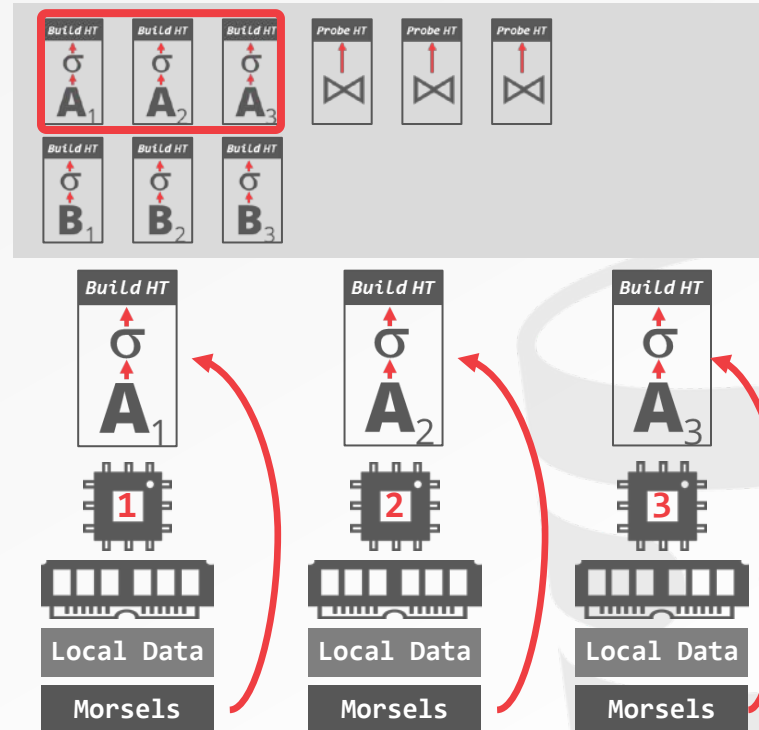 Build HT Build HT Build HT Probe HT Probe HT Probe HT
σ σ σ ⋈ ⋈ ⋈
A1 A2 A3
Build HT Build HT Build HT
σ σ σ
B1 B2 B3
Build HT Build HT Build HT
σ σ σ
A1 A2 A3
1 2 3
Local Data Local Data Local Data
Morsels Morsels Morsels